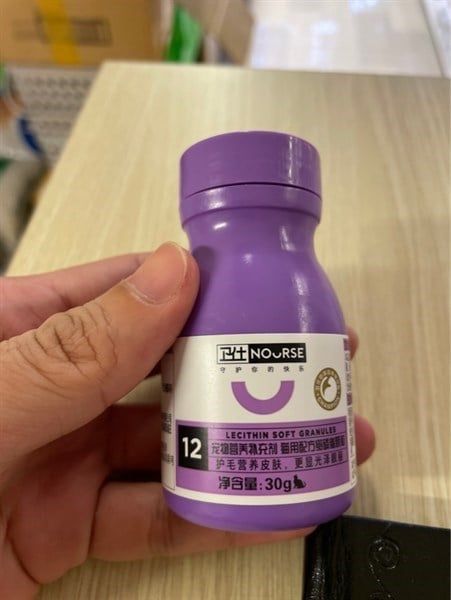 卫仕 NOURSE
守护你的快乐
LECITHIN SOFT GRANULES
12
宠物营养补充剂 猫用配方卵磷脂颗粒
护毛营养皮肤，更显光泽靓丽
净含量:30g